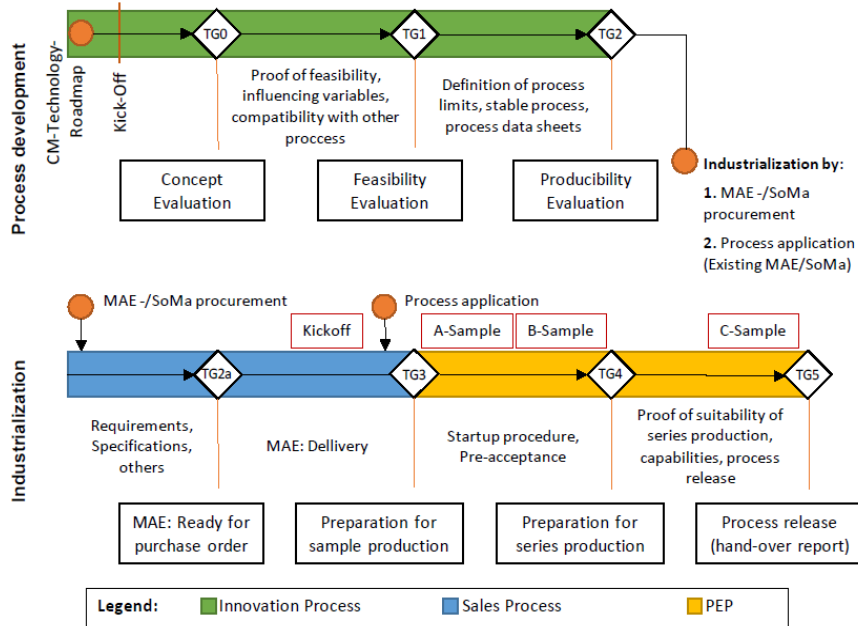 Process development
CM-Technology-
Roadmap
Kick-Off
TG0
TG1
TG2
Proof of feasibility,
influencing variables,
compatibility with other
proccess
Definition of process
limits, stable process,
process data sheets
Concept
Evaluation
Feasibility
Evaluation
Producibility
Evaluation
Industrialization by:
1. MAE -/SoMa
procurement
2. Process application
(Existing MAE/SoMa)
Industrialization
MAE -/SoMa procurement
Process application
Kickoff
A-Sample
B-Sample
C-Sample
TG2a
TG3
TG4
TG5
Requirements,
Specifications,
others
MAE: Dellivery
Startup procedure,
Pre-acceptance
Proof of suitability of
series production,
capabilities, process
release
MAE: Ready for
purchase order
Preparation for
sample production
Preparation for
series production
Process release
(hand-over report)
Legend:
Innovation Process
Sales Process
PEP